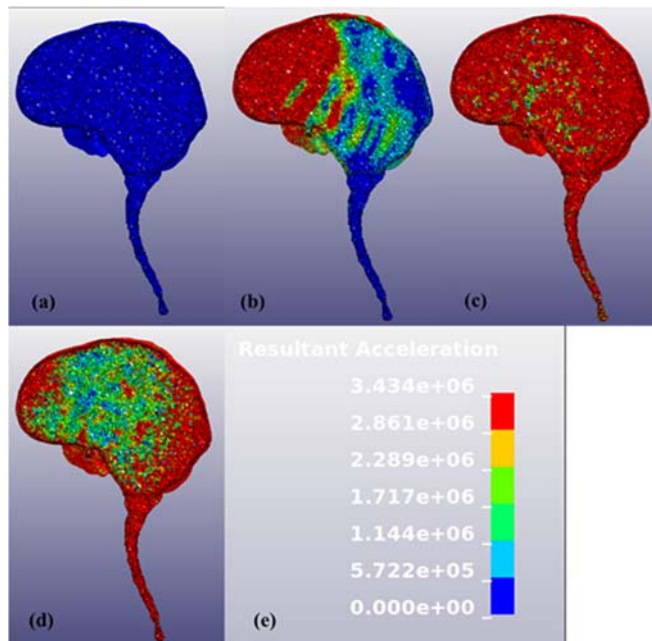 (a)
(b)
(c)
(d)
Resultant Acceleration
3.434e+06
2.861e+06
2.289e+06
1.717e+06
1.144e+06
5.722e+05
0.000e+00
(e)